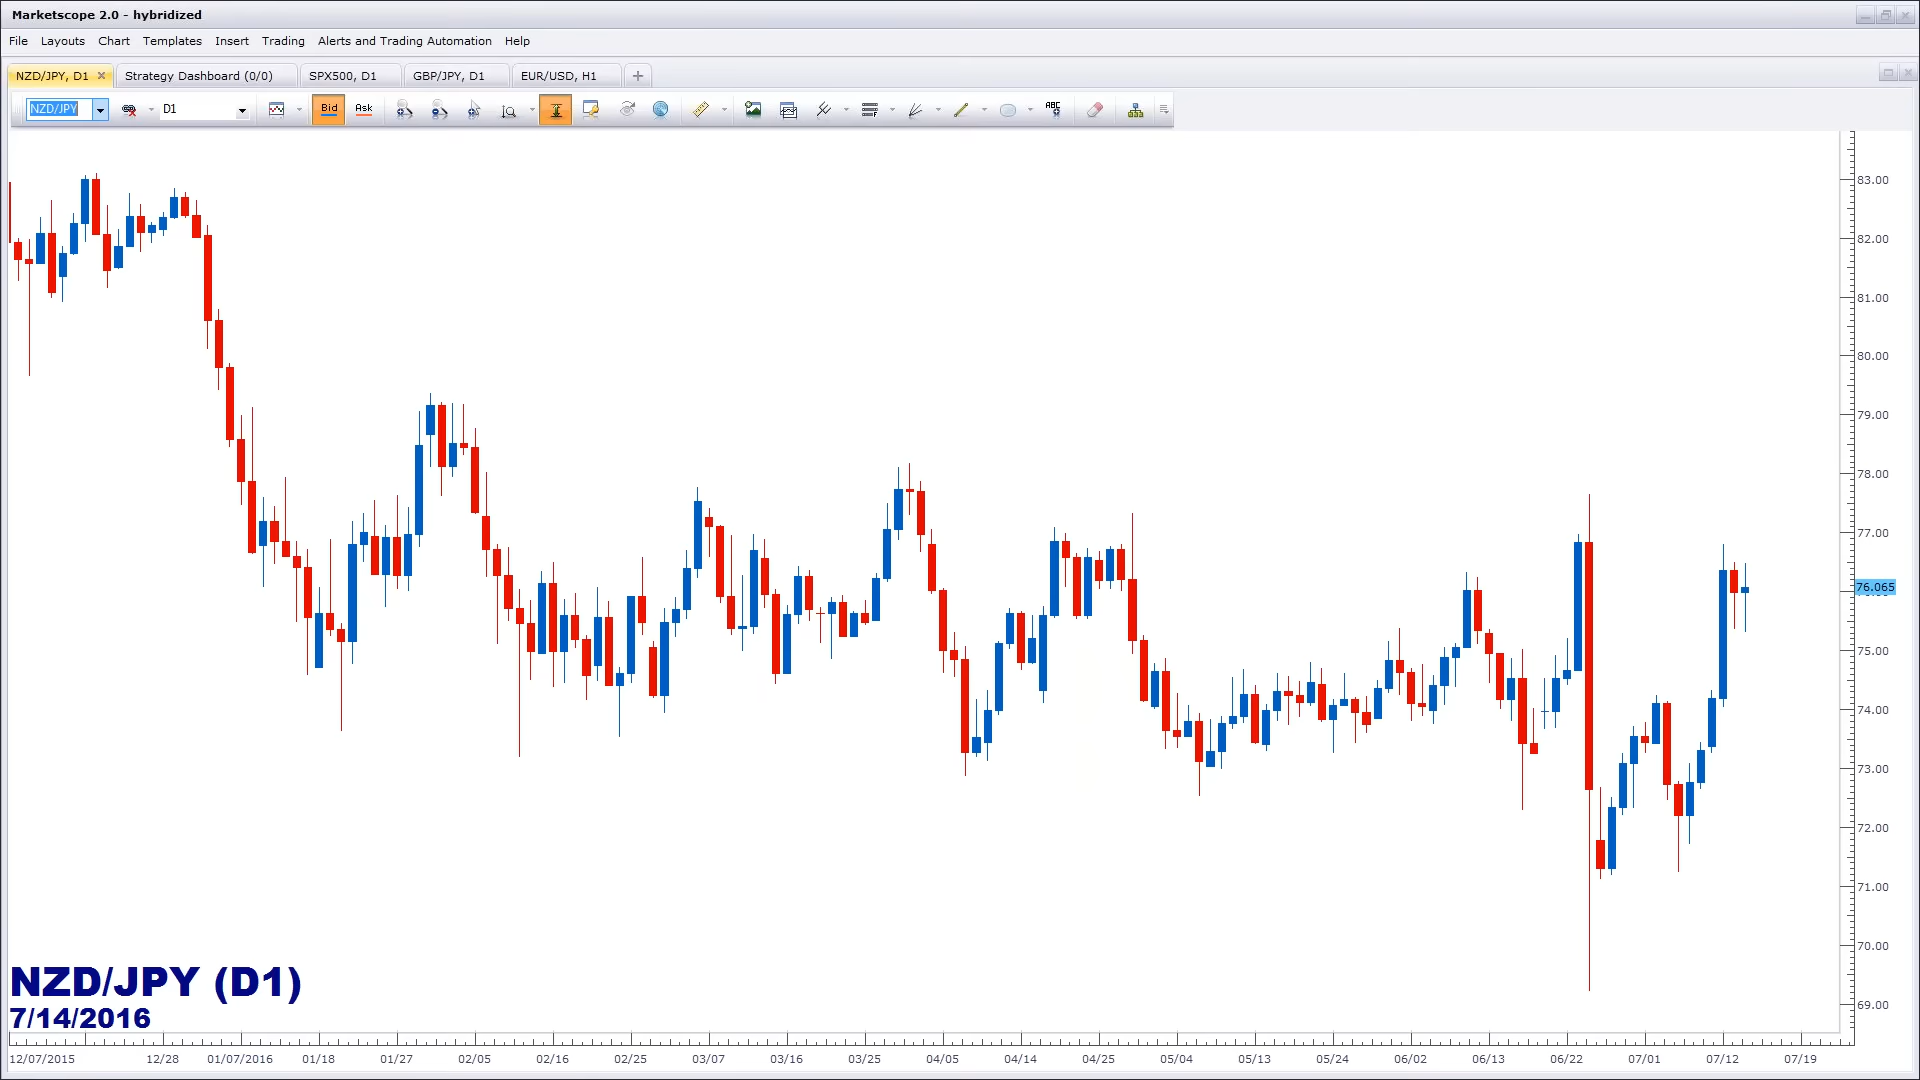 Marketscope 2.0 - hybridized
File Layouts Chart Templates Insert Trading Alerts and Trading Automation Help
NZD/JPY, D1 Strategy Dashboard (0/0) SPX500, D1 GBP/JPY, D1 EUR/USD, H1
NZD/JPY D1 Bid Ask ABC
83.00
82.00
81.00
80.00
79.00
78.00
77.00
76.065
75.00
74.00
73.00
72.00
71.00
70.00
69.00
NZD/JPY (D1)
7/14/2016
12/07/2015 12/28 01/07/2016 01/18 01/27 02/05 02/16 02/25 03/07 03/16 03/25 04/05 04/14 04/25 05/04 05/13 05/24 06/02 06/13 06/22 07/01 07/12 07/19